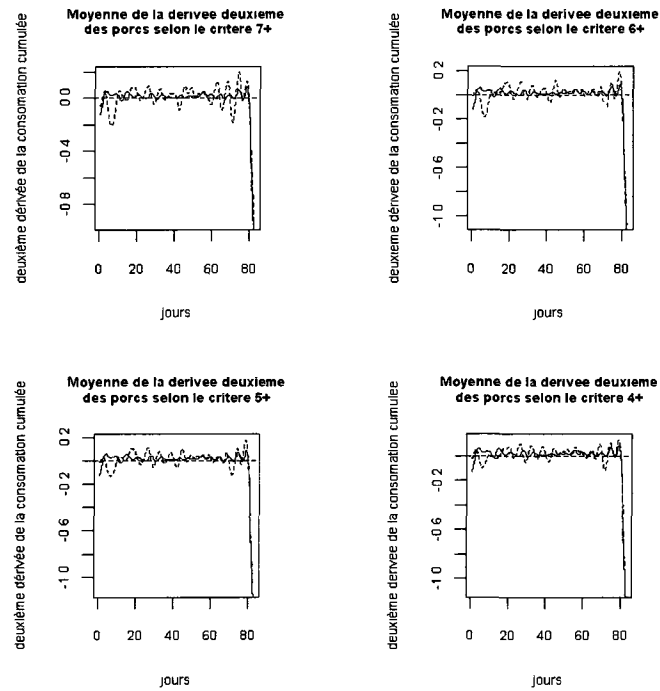 Moyenne de la derivee deuxieme
des porcs selon le critere 7+
deuxième dérivée de la consomation cumulée
0.0
-0.4
-0.8
0 20 40 60 80
jours
Moyenne de la derivee deuxieme
des porcs selon le critere 6+
deuxième dérivee de la consomation cumulée
0 2
-0.2
-0.6
-1 0
0 20 40 60 80
jours
Moyenne de la derivee deuxieme
des porcs selon le critere 5+
deuxième dérivée de la consomation cumulée
0 2
-0.2
-0 6
-1 0
0 20 40 60 80
jours
Moyenne de la derivee deuxieme
des porcs selon le critere 4+
deuxième derivee de la consomation cumulée
0 2
-0.2
-0 6
-1 0
0 20 40 60 80
jours